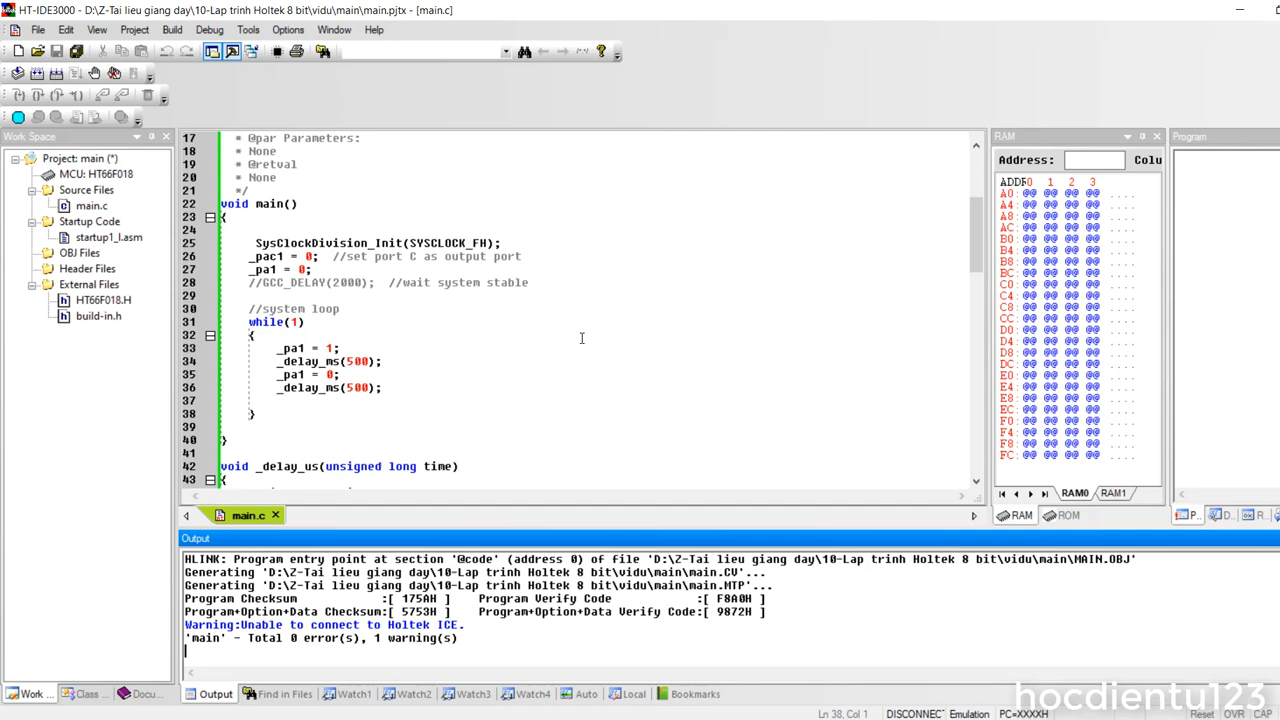 HT-IDE3000 - D:\Z-Tai lieu giang day\10-Lap trinh Holtek 8 bit\vidu\main\main.pjtx - [main.c]
File Edit View Project Build Debug Tools Options Window Help
Work Space
Project: main (*)
MCU: HT66F018
Source Files
main.c
Startup Code
startup1_l.asm
OBJ Files
Header Files
External Files
HT66F018.H
build-in.h
Work ... Class ... Docu...
17 * @par Parameters:
18 * None
19 * @retval
20 * None
21 */
22 void main()
23 {
24
25 SysClockDivision_Init(SYSCLOCK_FH);
26 _pac1 = 0; //set port C as output port
27 _pa1 = 0;
28 //GCC_DELAY(2000); //wait system stable
29
30 //system loop
31 while(1)
32 {
33 _pa1 = 1;
34 _delay_ms(500);
35 _pa1 = 0;
36 _delay_ms(500);
37
38 }
39
40 }
41
42 void _delay_us(unsigned long time)
43 {
main.c
RAM
Address: Colu
ADDR0 1 2 3
A0: @@ @@ @@ @@ ....
A4: @@ @@ @@ @@ ....
A8: @@ @@ @@ @@ ....
AC: @@ @@ @@ @@ ....
B0: @@ @@ @@ @@ ....
B4: @@ @@ @@ @@ ....
B8: @@ @@ @@ @@ ....
BC: @@ @@ @@ @@ ....
C0: @@ @@ @@ @@ ....
C4: @@ @@ @@ @@ ....
C8: @@ @@ @@ @@ ....
CC: @@ @@ @@ @@ ....
D0: @@ @@ @@ @@ ....
D4: @@ @@ @@ @@ ....
D8: @@ @@ @@ @@ ....
DC: @@ @@ @@ @@ ....
E0: @@ @@ @@ @@ ....
E4: @@ @@ @@ @@ ....
E8: @@ @@ @@ @@ ....
EC: @@ @@ @@ @@ ....
F0: @@ @@ @@ @@ ....
F4: @@ @@ @@ @@ ....
F8: @@ @@ @@ @@ ....
FC: @@ @@ @@ @@ ....
RAM0 RAM1
RAM ROM
Program
P.. D.. R...
Output
HLINK: Program entry point at section '@code' (address 0) of file 'D:\Z-Tai lieu giang day\10-Lap trinh Holtek 8 bit\vidu\main\MAIN.OBJ'
Generating 'D:\Z-Tai lieu giang day\10-Lap trinh Holtek 8 bit\vidu\main\main.CV'...
Generating 'D:\Z-Tai lieu giang day\10-Lap trinh Holtek 8 bit\vidu\main\main.MTP'...
Program Checksum :[ 175AH ] Program Verify Code :[ F8A0H ]
Program+Option+Data Checksum:[ 5753H ] Program+Option+Data Verify Code:[ 9872H ]
Warning:Unable to connect to Holtek ICE.
'main' - Total 0 error(s), 1 warning(s)
Output Find in Files Watch1 Watch2 Watch3 Watch4 Auto Local Bookmarks
hocdientu123
Ln 38, Col 1 DISCONNECT Emulation PC=XXXXH Reset OVR CAP